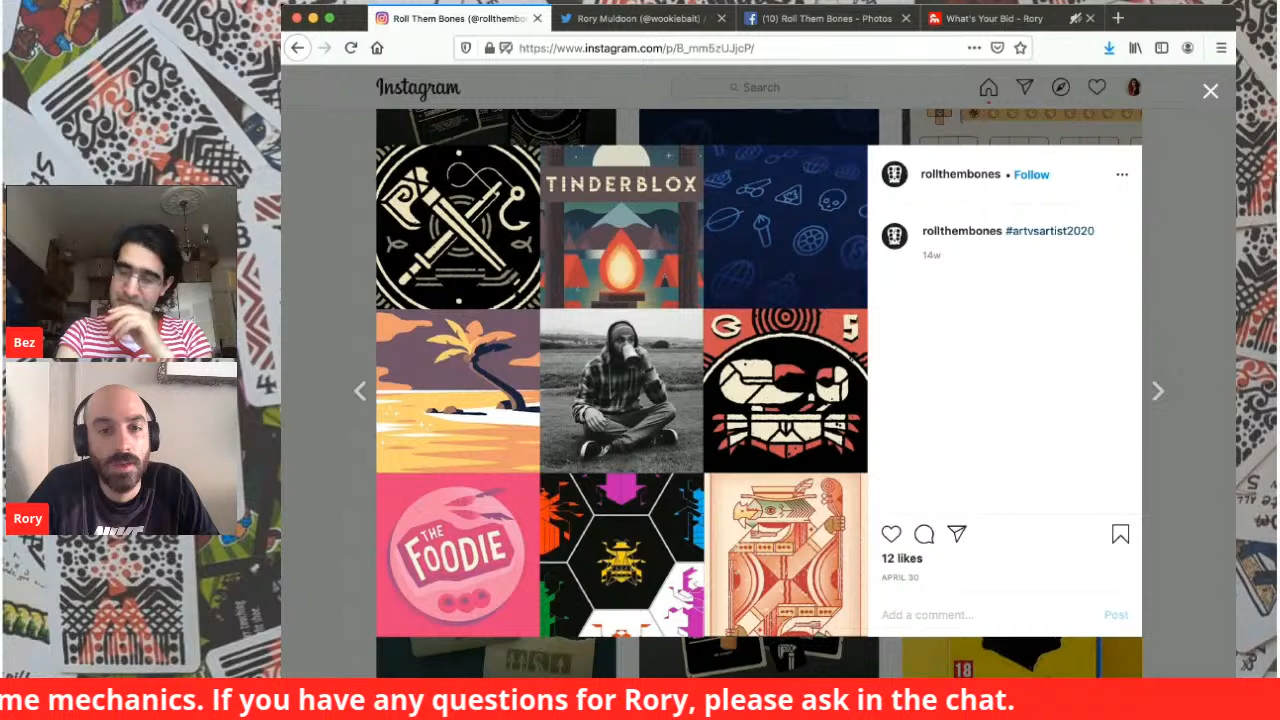 Roll Them Bones (@rollthembo
Rory Muldoon (@wookiebait) /
(10) Roll Them Bones - Photos
What's Your Bid - Rory
https://www.instagram.com/p/B_mm5zUJjcP/
Instagram
Search
TINDERBLOX
rollthembones • Follow
rollthembones #artvsartist2020
14w
5
THE
FOODIE
12 likes
APRIL 30
Add a comment...
Post
18
Bez
Rory
me mechanics. If you have any questions for Rory, please ask in the chat.